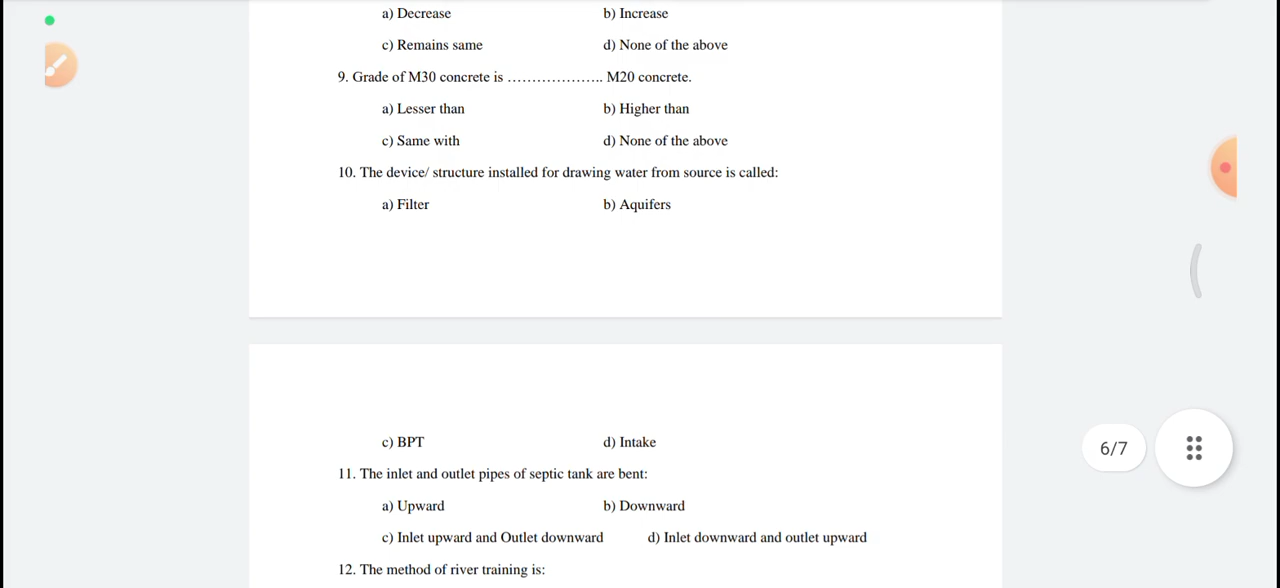 a) Decrease b) Increase
c) Remains same d) None of the above
9. Grade of M30 concrete is ………………….. M20 concrete.
a) Lesser than b) Higher than
c) Same with d) None of the above
10. The device/ structure installed for drawing water from source is called:
a) Filter b) Aquifers
c) BPT d) Intake
6/7
11. The inlet and outlet pipes of septic tank are bent:
a) Upward b) Downward
c) Inlet upward and Outlet downward d) Inlet downward and outlet upward
12. The method of river training is: